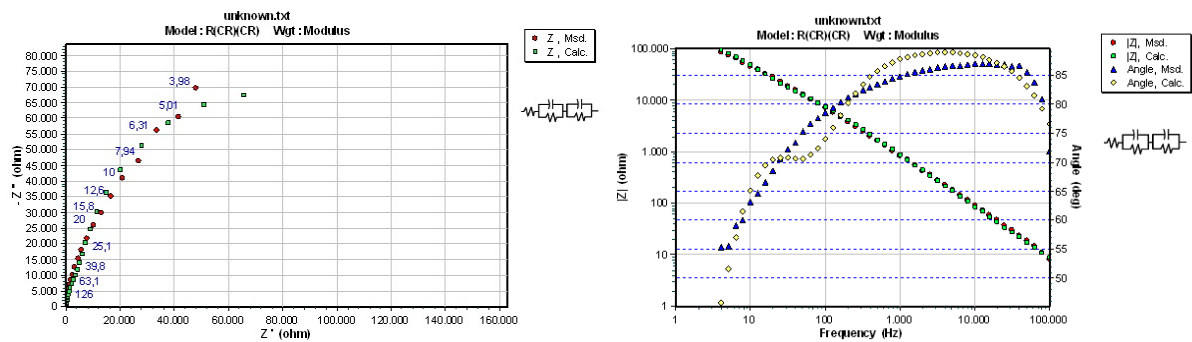 unknown.txt
Model : R(CR)(CR) Wgt : Modulus
Z , Msd.
Z , Calc.
80.000
75.000
70.000
65.000
60.000
55.000
50.000
45.000
40.000
35.000
30.000
25.000
20.000
15.000
10.000
5.000
0
- Z '' (ohm)
3,98
5,01
6,31
7,94
10
12,6
15,8
20
25,1
39,8
63,1
126
0 20.000 40.000 60.000 80.000 100.000 120.000 140.000 160.000
Z ' (ohm)
unknown.txt
Model : R(CR)(CR) Wgt : Modulus
|Z|, Msd.
|Z|, Calc.
Angle, Msd.
Angle, Calc.
100.000
10.000
1.000
100
10
1
|Z| (ohm)
85
80
75
70
65
60
55
50
Angle (deg)
1 10 100 1.000 10.000 100.000
Frequency (Hz)